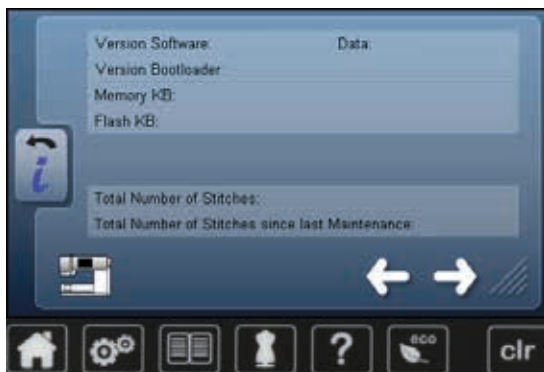 Version Software: Data:
Version Bootloader
Memory KB:
Flash KB:
i
Total Number of Stitches:
Total Number of Stitches since last Maintenance:
? eco clr